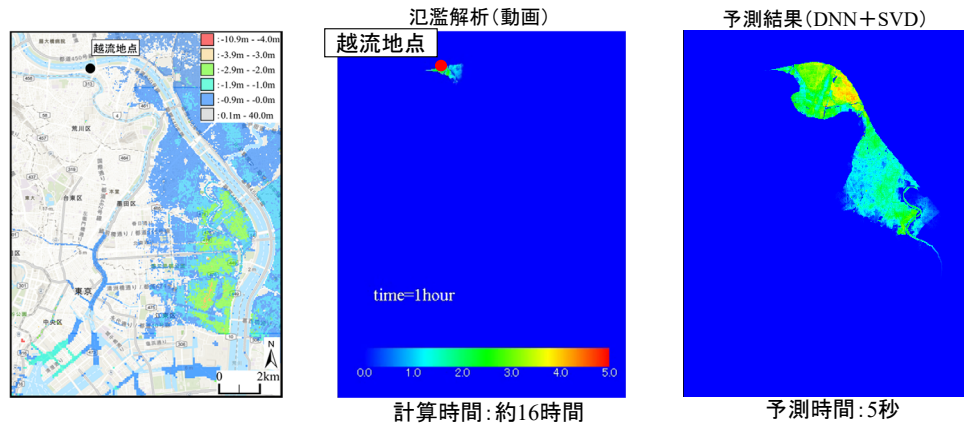 氾濫解析(動画)
予測結果(DNN+SVD)
越流地点
越流地点
:-10.9m - -4.0m
:-3.9m - -3.0m
:-2.9m - -2.0m
:-1.9m - -1.0m
:-0.9m - -0.0m
:0.1m - 40.0m
荒川区
台東区
墨田区
東京
中央区
江東区
N
0 2km
time=1hour
0.0 1.0 2.0 3.0 4.0 5.0
計算時間:約16時間
予測時間:5秒